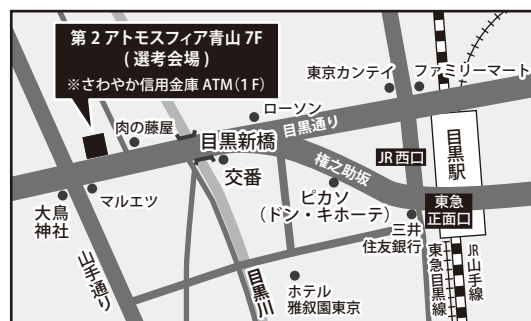 第2アトモスフィア青山 7F
(選考会場)
※さわやか信用金庫 ATM(1F)
東京カンテイ
ファミリーマート
ローソン
肉の藤屋
目黒新橋
目黒通り
交番
JR西口
目黒駅
権之助坂
マルエツ
ピカソ
(ドン・キホーテ)
東急
正面口
大鳥
神社
三井
住友銀行
山手通り
目黒川
ホテル
雅叙園東京
東急目黒線
JR山手線